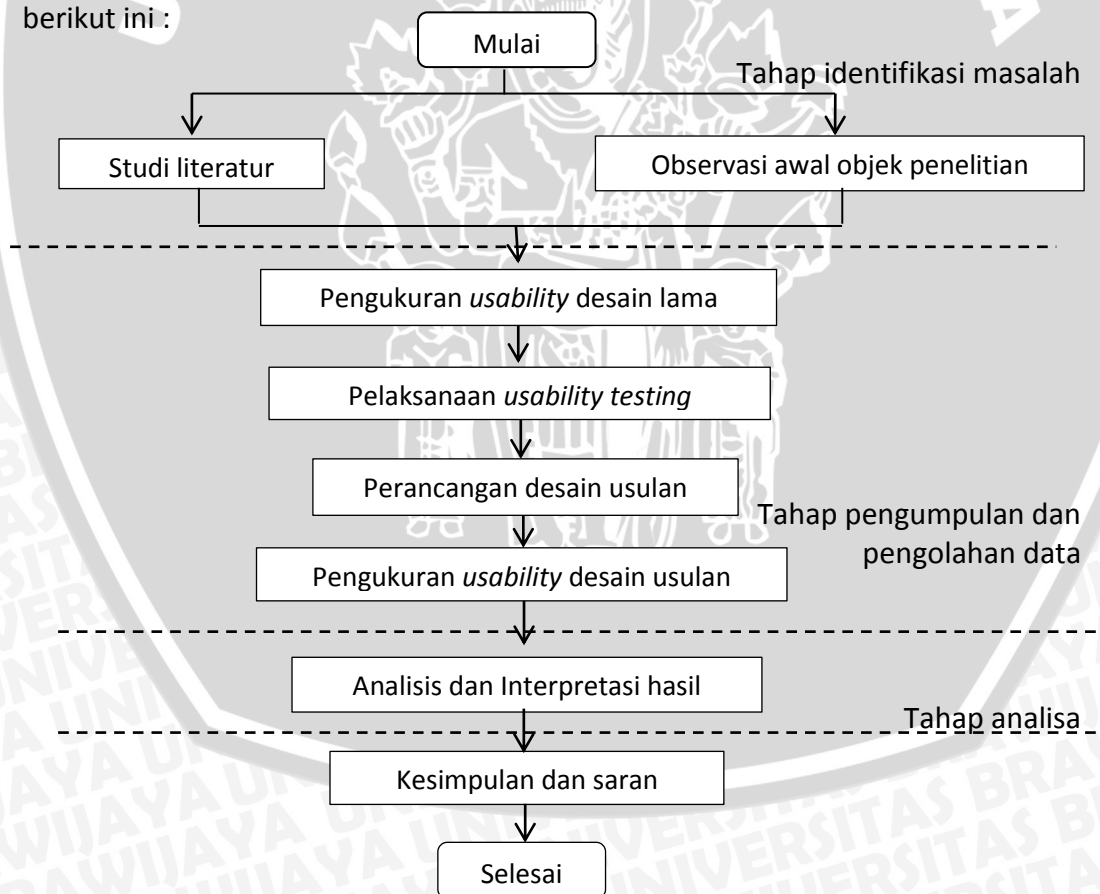 berikut ini :
Mulai
Tahap identifikasi masalah
Studi literatur
Observasi awal objek penelitian
Pengukuran usability desain lama
Pelaksanaan usability testing
Perancangan desain usulan
Tahap pengumpulan dan
pengolahan data
Pengukuran usability desain usulan
Analisis dan Interpretasi hasil
Tahap analisa
Kesimpulan dan saran
Selesai